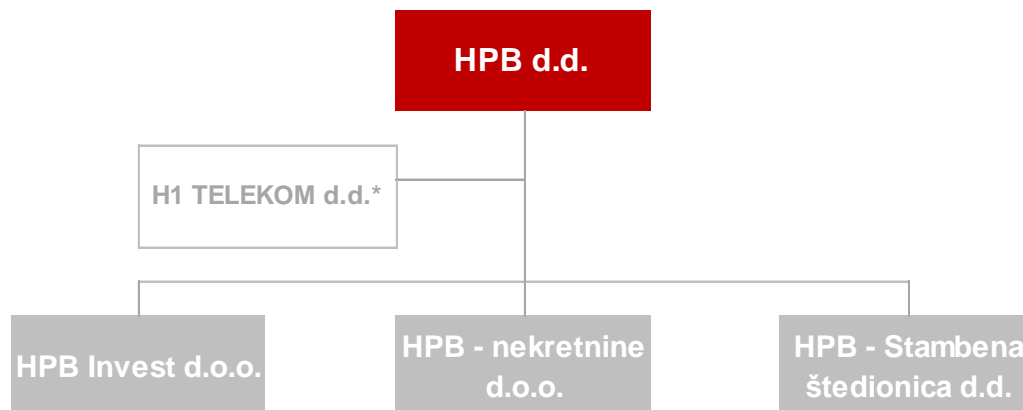 HPB d.d.
H1 TELEKOM d.d.*
HPB Invest d.o.o.
HPB - nekretnine
d.o.o.
HPB - Stambena
štedionica d.d.